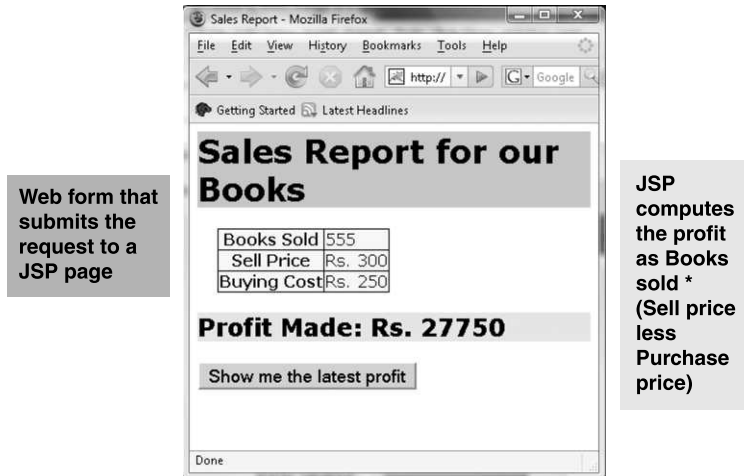 Sales Report - Mozilla Firefox
File Edit View History Bookmarks Tools Help
http:// G Google
Getting Started Latest Headlines
Sales Report for our
Books
Books Sold 555
Sell Price Rs. 300
Buying Cost Rs. 250
Profit Made: Rs. 27750
Show me the latest profit
Done
Web form that
submits the
request to a
JSP page
JSP
computes
the profit
as Books
sold *
(Sell price
less
Purchase
price)